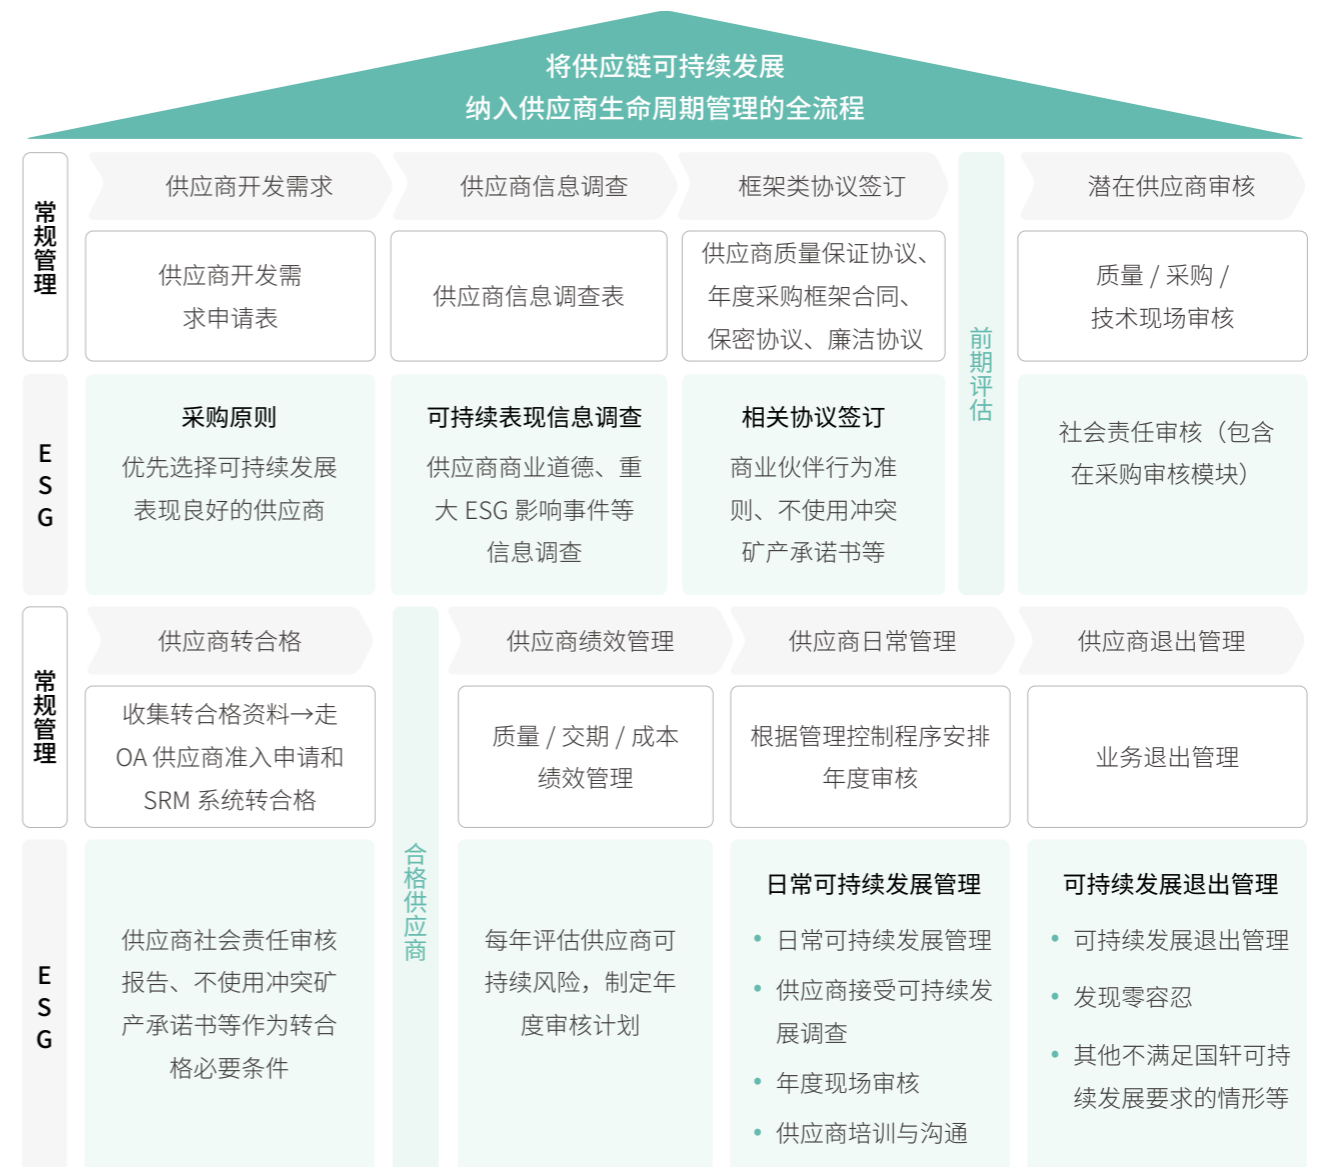 将供应链可持续发展
纳入供应商生命周期管理的全流程
常规管理
供应商开发需求
供应商信息调查
框架类协议签订
前期评估
潜在供应商审核
供应商开发需
求申请表
供应商信息调查表
供应商质量保证协议、
年度采购框架合同、
保密协议、廉洁协议
质量 / 采购 /
技术现场审核
ESG
采购原则
优先选择可持续发展
表现良好的供应商
可持续表现信息调查
供应商商业道德、重
大 ESG 影响事件等
信息调查
相关协议签订
商业伙伴行为准
则、不使用冲突
矿产承诺书等
社会责任审核（包含
在采购审核模块）
常规管理
供应商转合格
合格供应商
供应商绩效管理
供应商日常管理
供应商退出管理
收集转合格资料→走
OA 供应商准入申请和
SRM 系统转合格
质量 / 交期 / 成本
绩效管理
根据管理控制程序安排
年度审核
业务退出管理
ESG
供应商社会责任审核
报告、不使用冲突矿
产承诺书等作为转合
格必要条件
每年评估供应商可
持续风险，制定年
度审核计划
日常可持续发展管理
• 日常可持续发展管理
• 供应商接受可持续发
展调查
• 年度现场审核
• 供应商培训与沟通
可持续发展退出管理
• 可持续发展退出管理
• 发现零容忍
• 其他不满足国轩可持
续发展要求的情形等